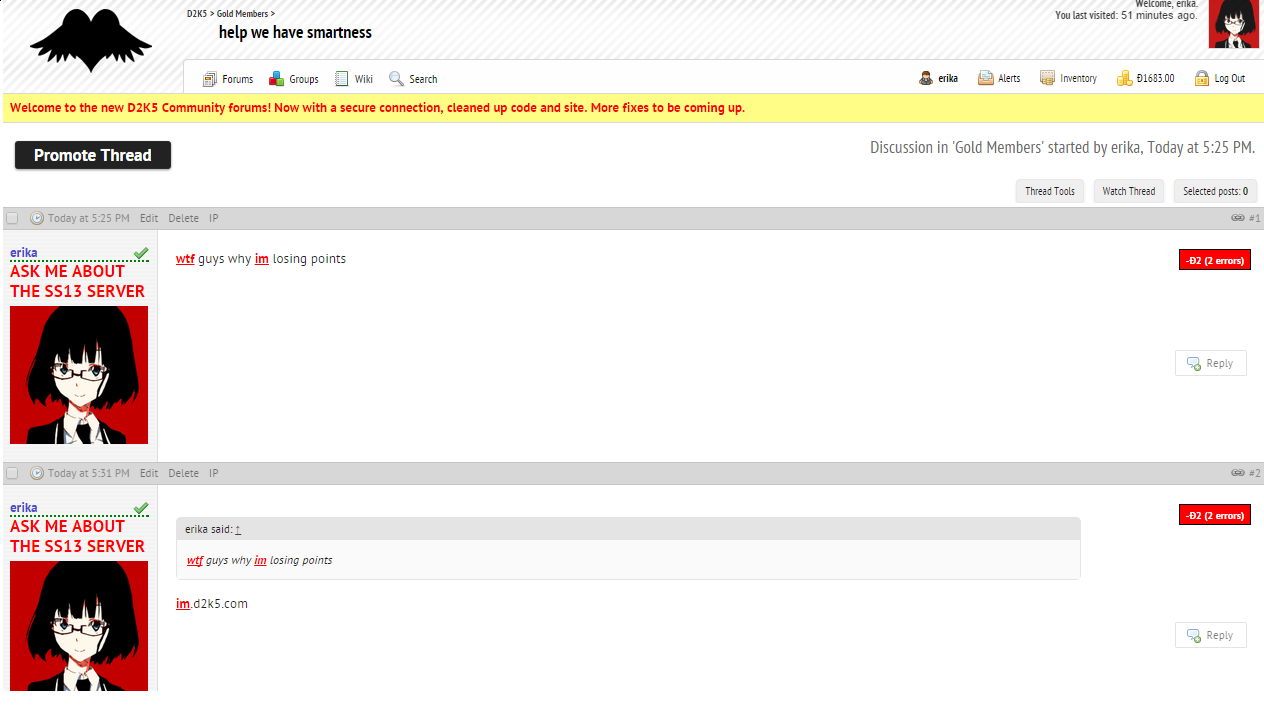 D2K5 > Gold Members >
help we have smartness
Welcome, erika.
You last visited: 51 minutes ago.
Forums Groups Wiki Search
erika Alerts Inventory Đ1683.00 Log Out
Welcome to the new D2K5 Community forums! Now with a secure connection, cleaned up code and site. More fixes to be coming up.
Promote Thread
Discussion in 'Gold Members' started by erika, Today at 5:25 PM.
Thread Tools Watch Thread Selected posts: 0
Today at 5:25 PM Edit Delete IP #1
erika
ASK ME ABOUT
THE SS13 SERVER
wtf guys why im losing points
-Đ2 (2 errors)
Reply
Today at 5:31 PM Edit Delete IP #2
erika
ASK ME ABOUT
THE SS13 SERVER
erika said: ↑
wtf guys why im losing points
im.d2k5.com
-Đ2 (2 errors)
Reply